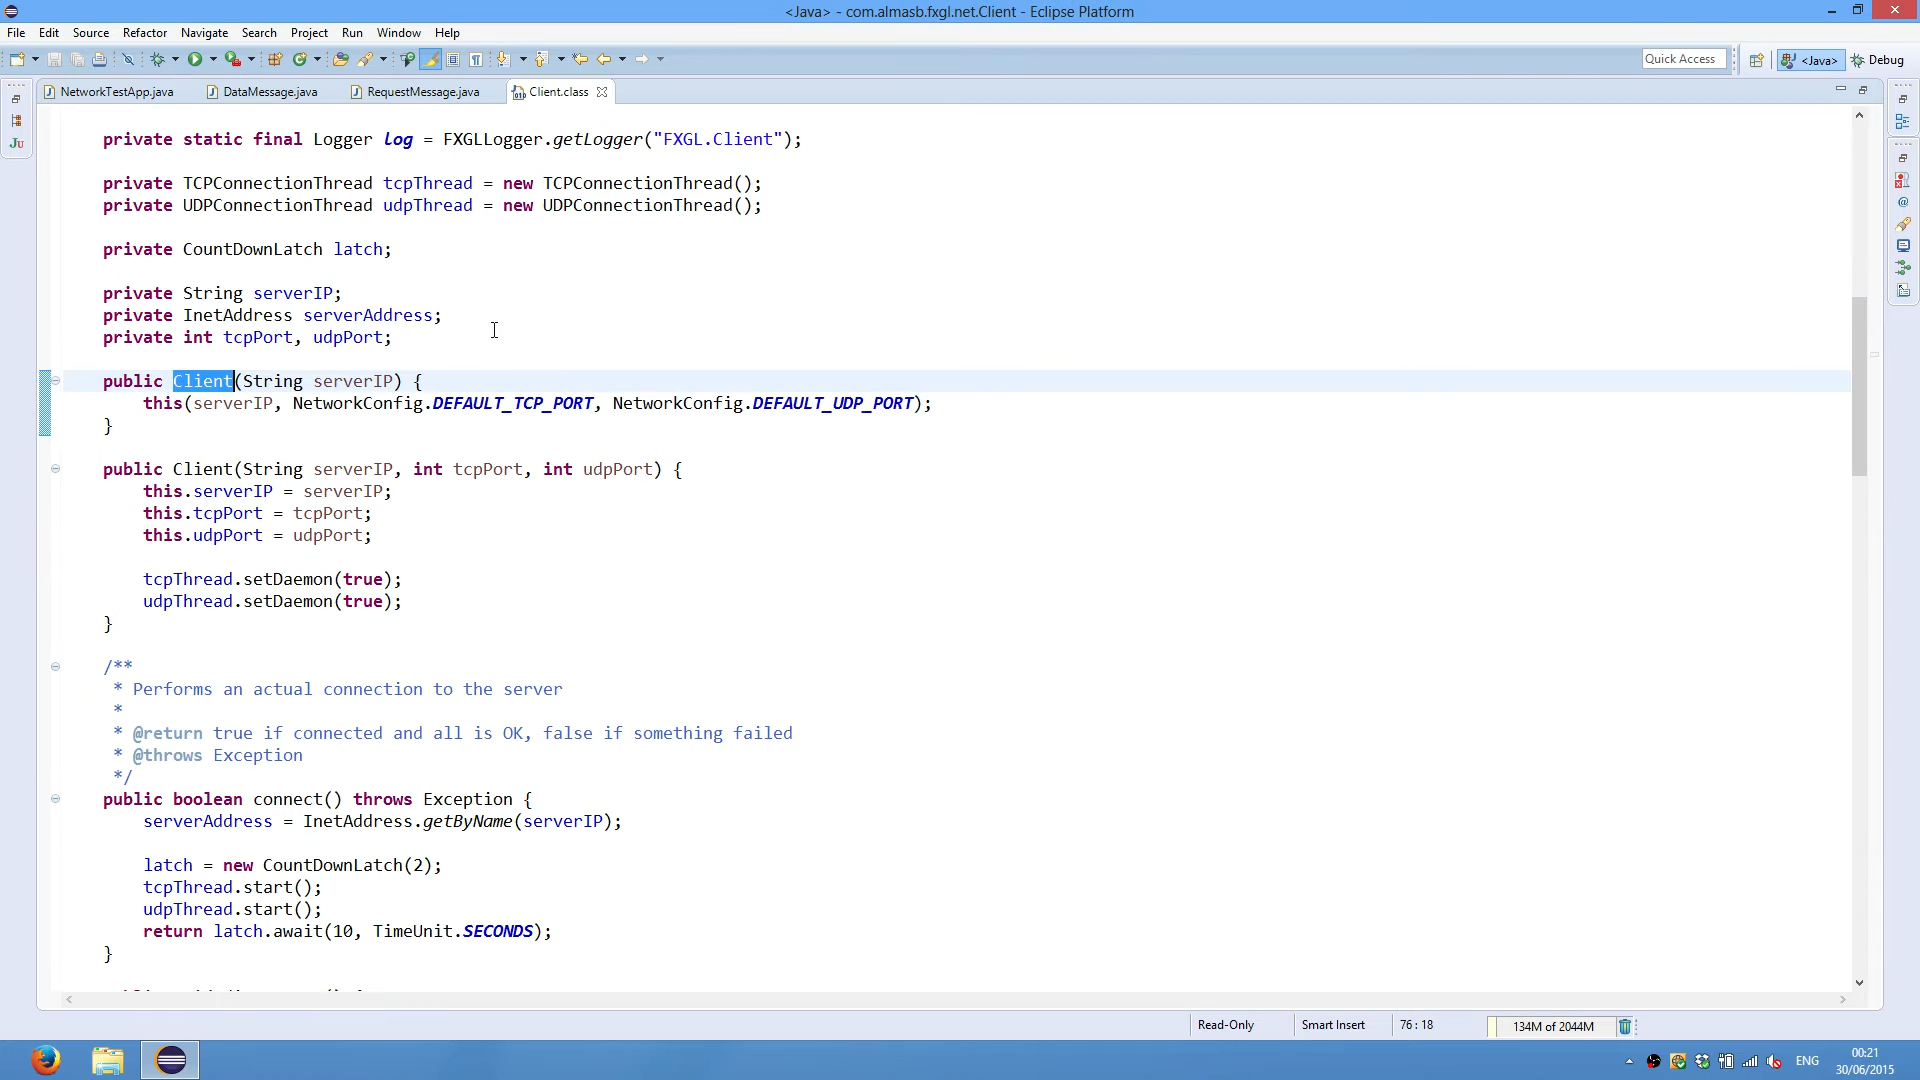 <Java> - com.almasb.fxgl.net.Client - Eclipse Platform
File Edit Source Refactor Navigate Search Project Run Window Help
Quick Access <Java> Debug
NetworkTestApp.java DataMessage.java RequestMessage.java Client.class
private static final Logger log = FXGLLogger.getLogger("FXGL.Client");
private TCPConnectionThread tcpThread = new TCPConnectionThread();
private UDPConnectionThread udpThread = new UDPConnectionThread();
private CountDownLatch latch;
private String serverIP;
private InetAddress serverAddress;
private int tcpPort, udpPort;
public Client(String serverIP) {
this(serverIP, NetworkConfig.DEFAULT_TCP_PORT, NetworkConfig.DEFAULT_UDP_PORT);
}
public Client(String serverIP, int tcpPort, int udpPort) {
this.serverIP = serverIP;
this.tcpPort = tcpPort;
this.udpPort = udpPort;
tcpThread.setDaemon(true);
udpThread.setDaemon(true);
}
/**
* Performs an actual connection to the server
*
* @return true if connected and all is OK, false if something failed
* @throws Exception
*/
public boolean connect() throws Exception {
serverAddress = InetAddress.getByName(serverIP);
latch = new CountDownLatch(2);
tcpThread.start();
udpThread.start();
return latch.await(10, TimeUnit.SECONDS);
}
Read-Only Smart Insert 76 : 18 134M of 2044M
ENG 00:21
30/06/2015